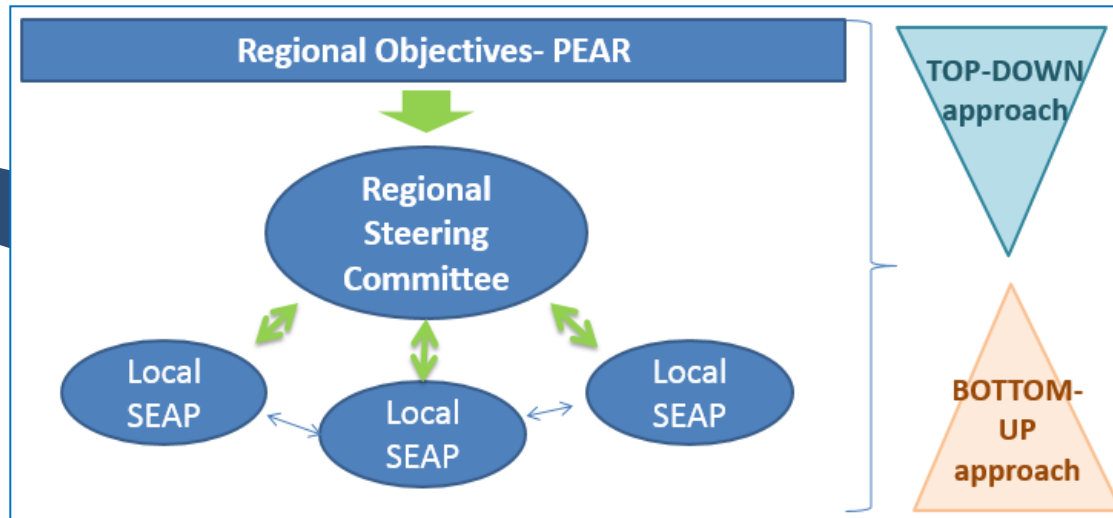 Regional Objectives- PEAR
TOP-DOWN
approach
Regional
Steering
Committee
Local
SEAP
Local
SEAP
Local
SEAP
BOTTOM-
UP
approach